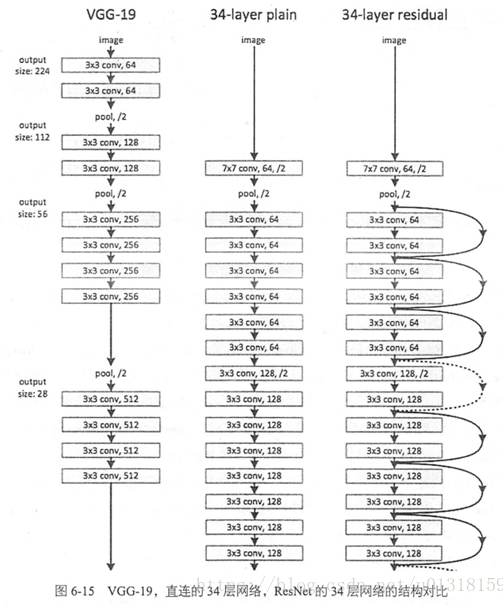 VGG-19
image
output
size: 224
3x3 conv, 64
3x3 conv, 64
pool, /2
output
size: 112
3x3 conv, 128
3x3 conv, 128
pool, /2
output
size: 56
3x3 conv, 256
3x3 conv, 256
3x3 conv, 256
3x3 conv, 256
pool, /2
output
size: 28
3x3 conv, 512
3x3 conv, 512
3x3 conv, 512
3x3 conv, 512
34-layer plain
image
7x7 conv, 64, /2
pool, /2
3x3 conv, 64
3x3 conv, 64
3x3 conv, 64
3x3 conv, 64
3x3 conv, 64
3x3 conv, 64
3x3 conv, 128, /2
3x3 conv, 128
3x3 conv, 128
3x3 conv, 128
3x3 conv, 128
3x3 conv, 128
3x3 conv, 128
3x3 conv, 128
34-layer residual
image
7x7 conv, 64, /2
pool, /2
3x3 conv, 64
3x3 conv, 64
3x3 conv, 64
3x3 conv, 64
3x3 conv, 64
3x3 conv, 64
3x3 conv, 128, /2
3x3 conv, 128
3x3 conv, 128
3x3 conv, 128
3x3 conv, 128
3x3 conv, 128
3x3 conv, 128
3x3 conv, 128
图 6-15 VGG-19，直连的 34 层网络，ResNet 的 34 层网络的结构对比
https://blog.csdn.net/u01318159